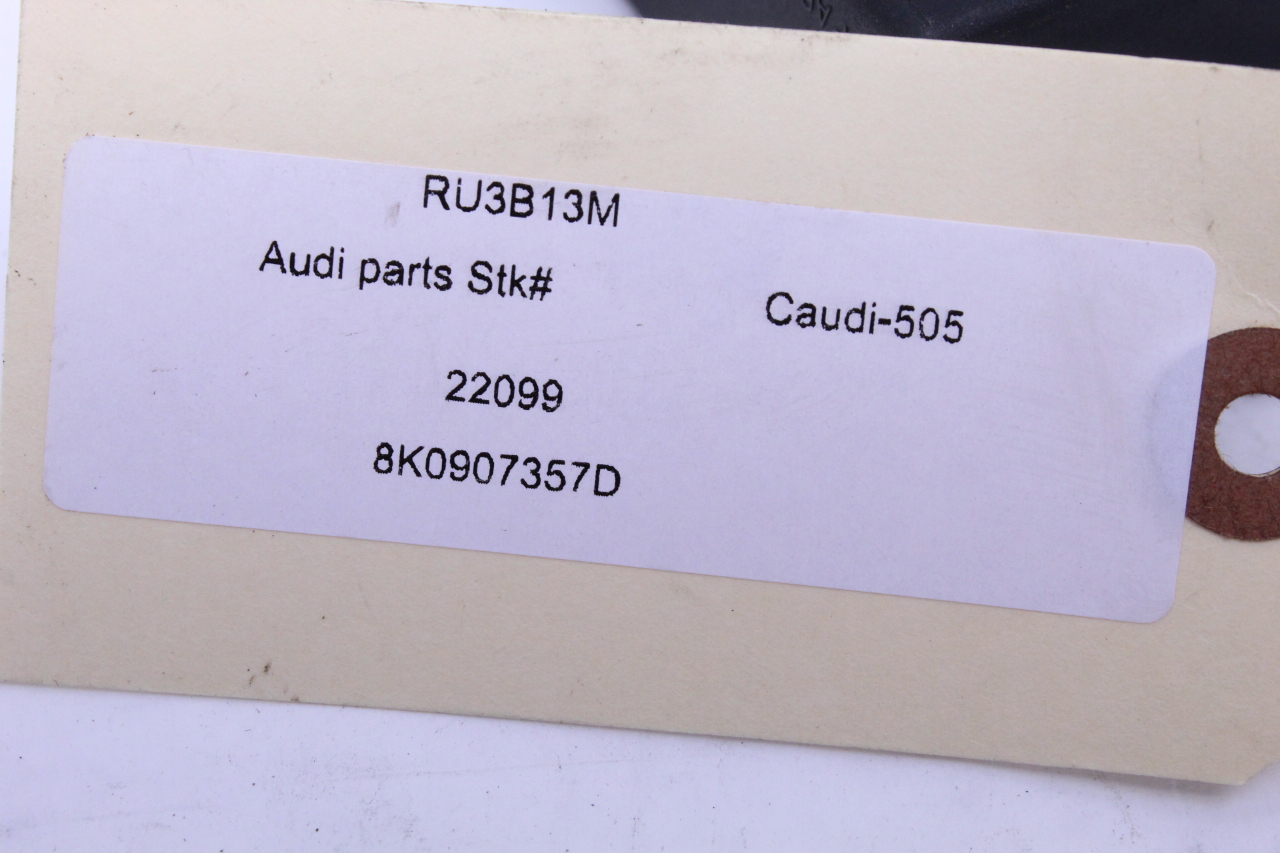 RU3B13M
Audi parts Stk#
Caudi-505
22099
8K0907357D